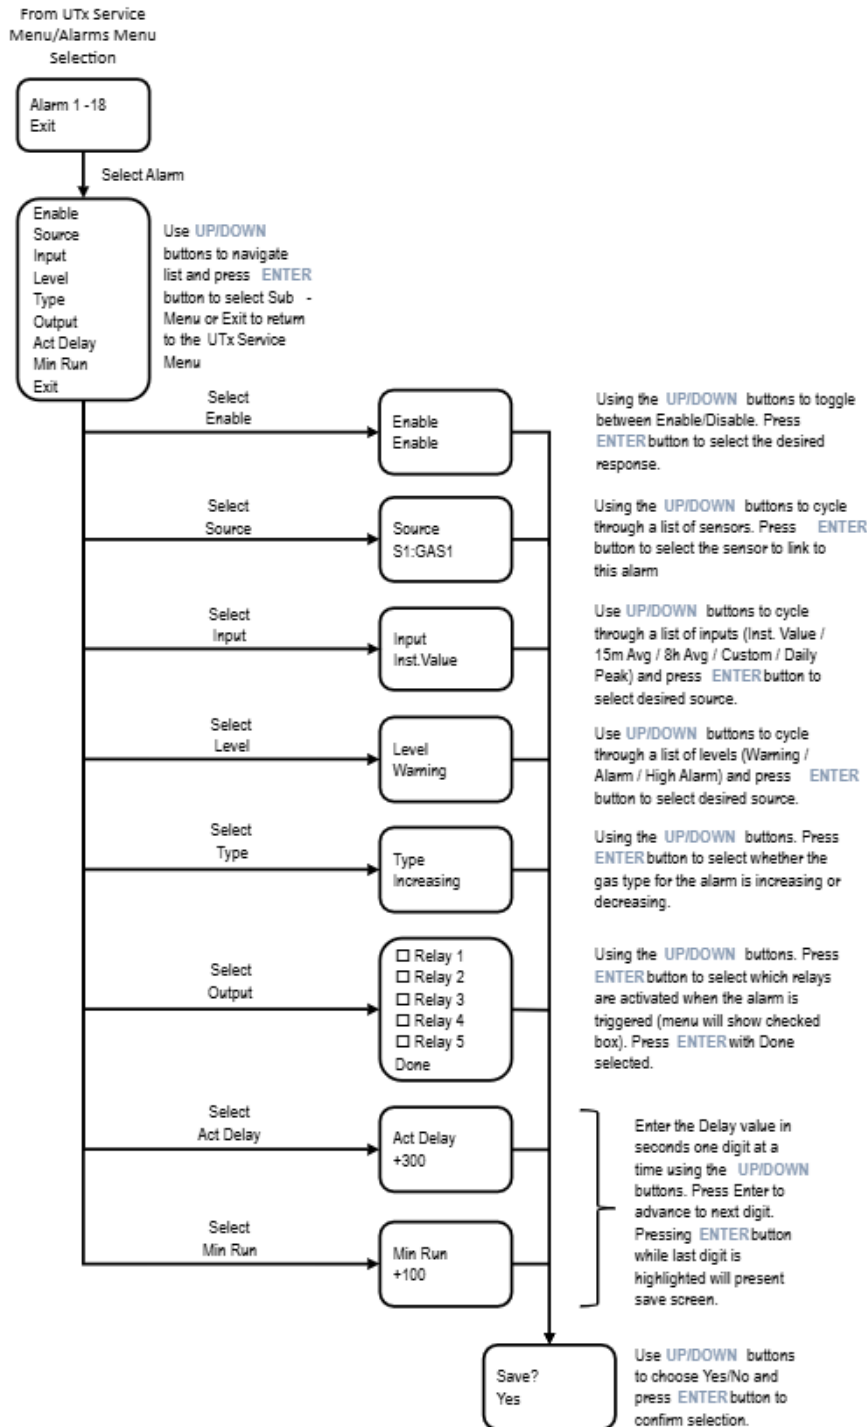 From UTx Service
Menu/Alarms Menu
Selection
Alarm 1 -18
Exit
Select Alarm
Enable
Source
Input
Level
Type
Output
Act Delay
Min Run
Exit
Use UP/DOWN
buttons to navigate
list and press ENTER
button to select Sub -
Menu or Exit to return
to the UTx Service
Menu
Select
Enable
Enable
Enable
Using the UP/DOWN buttons to toggle
between Enable/Disable. Press
ENTER button to select the desired
response.
Select
Source
Source
S1:GAS1
Using the UP/DOWN buttons to cycle
through a list of sensors. Press ENTER
button to select the sensor to link to
this alarm
Select
Input
Input
Inst.Value
Use UP/DOWN buttons to cycle
through a list of inputs (Inst. Value /
15m Avg / 8h Avg / Custom / Daily
Peak) and press ENTER button to
select desired source.
Select
Level
Level
Warning
Use UP/DOWN buttons to cycle
through a list of levels (Warning /
Alarm / High Alarm) and press ENTER
button to select desired source.
Select
Type
Type
Increasing
Using the UP/DOWN buttons. Press
ENTER button to select whether the
gas type for the alarm is increasing or
decreasing.
Select
Output
☐ Relay 1
☐ Relay 2
☐ Relay 3
☐ Relay 4
☐ Relay 5
Done
Using the UP/DOWN buttons. Press
ENTER button to select which relays
are activated when the alarm is
triggered (menu will show checked
box). Press ENTER with Done
selected.
Select
Act Delay
Act Delay
+300
Select
Min Run
Min Run
+100
Enter the Delay value in
seconds one digit at a
time using the UP/DOWN
buttons. Press Enter to
advance to next digit.
Pressing ENTER button
while last digit is
highlighted will present
save screen.
Save?
Yes
Use UP/DOWN buttons
to choose Yes/No and
press ENTER button to
confirm selection.